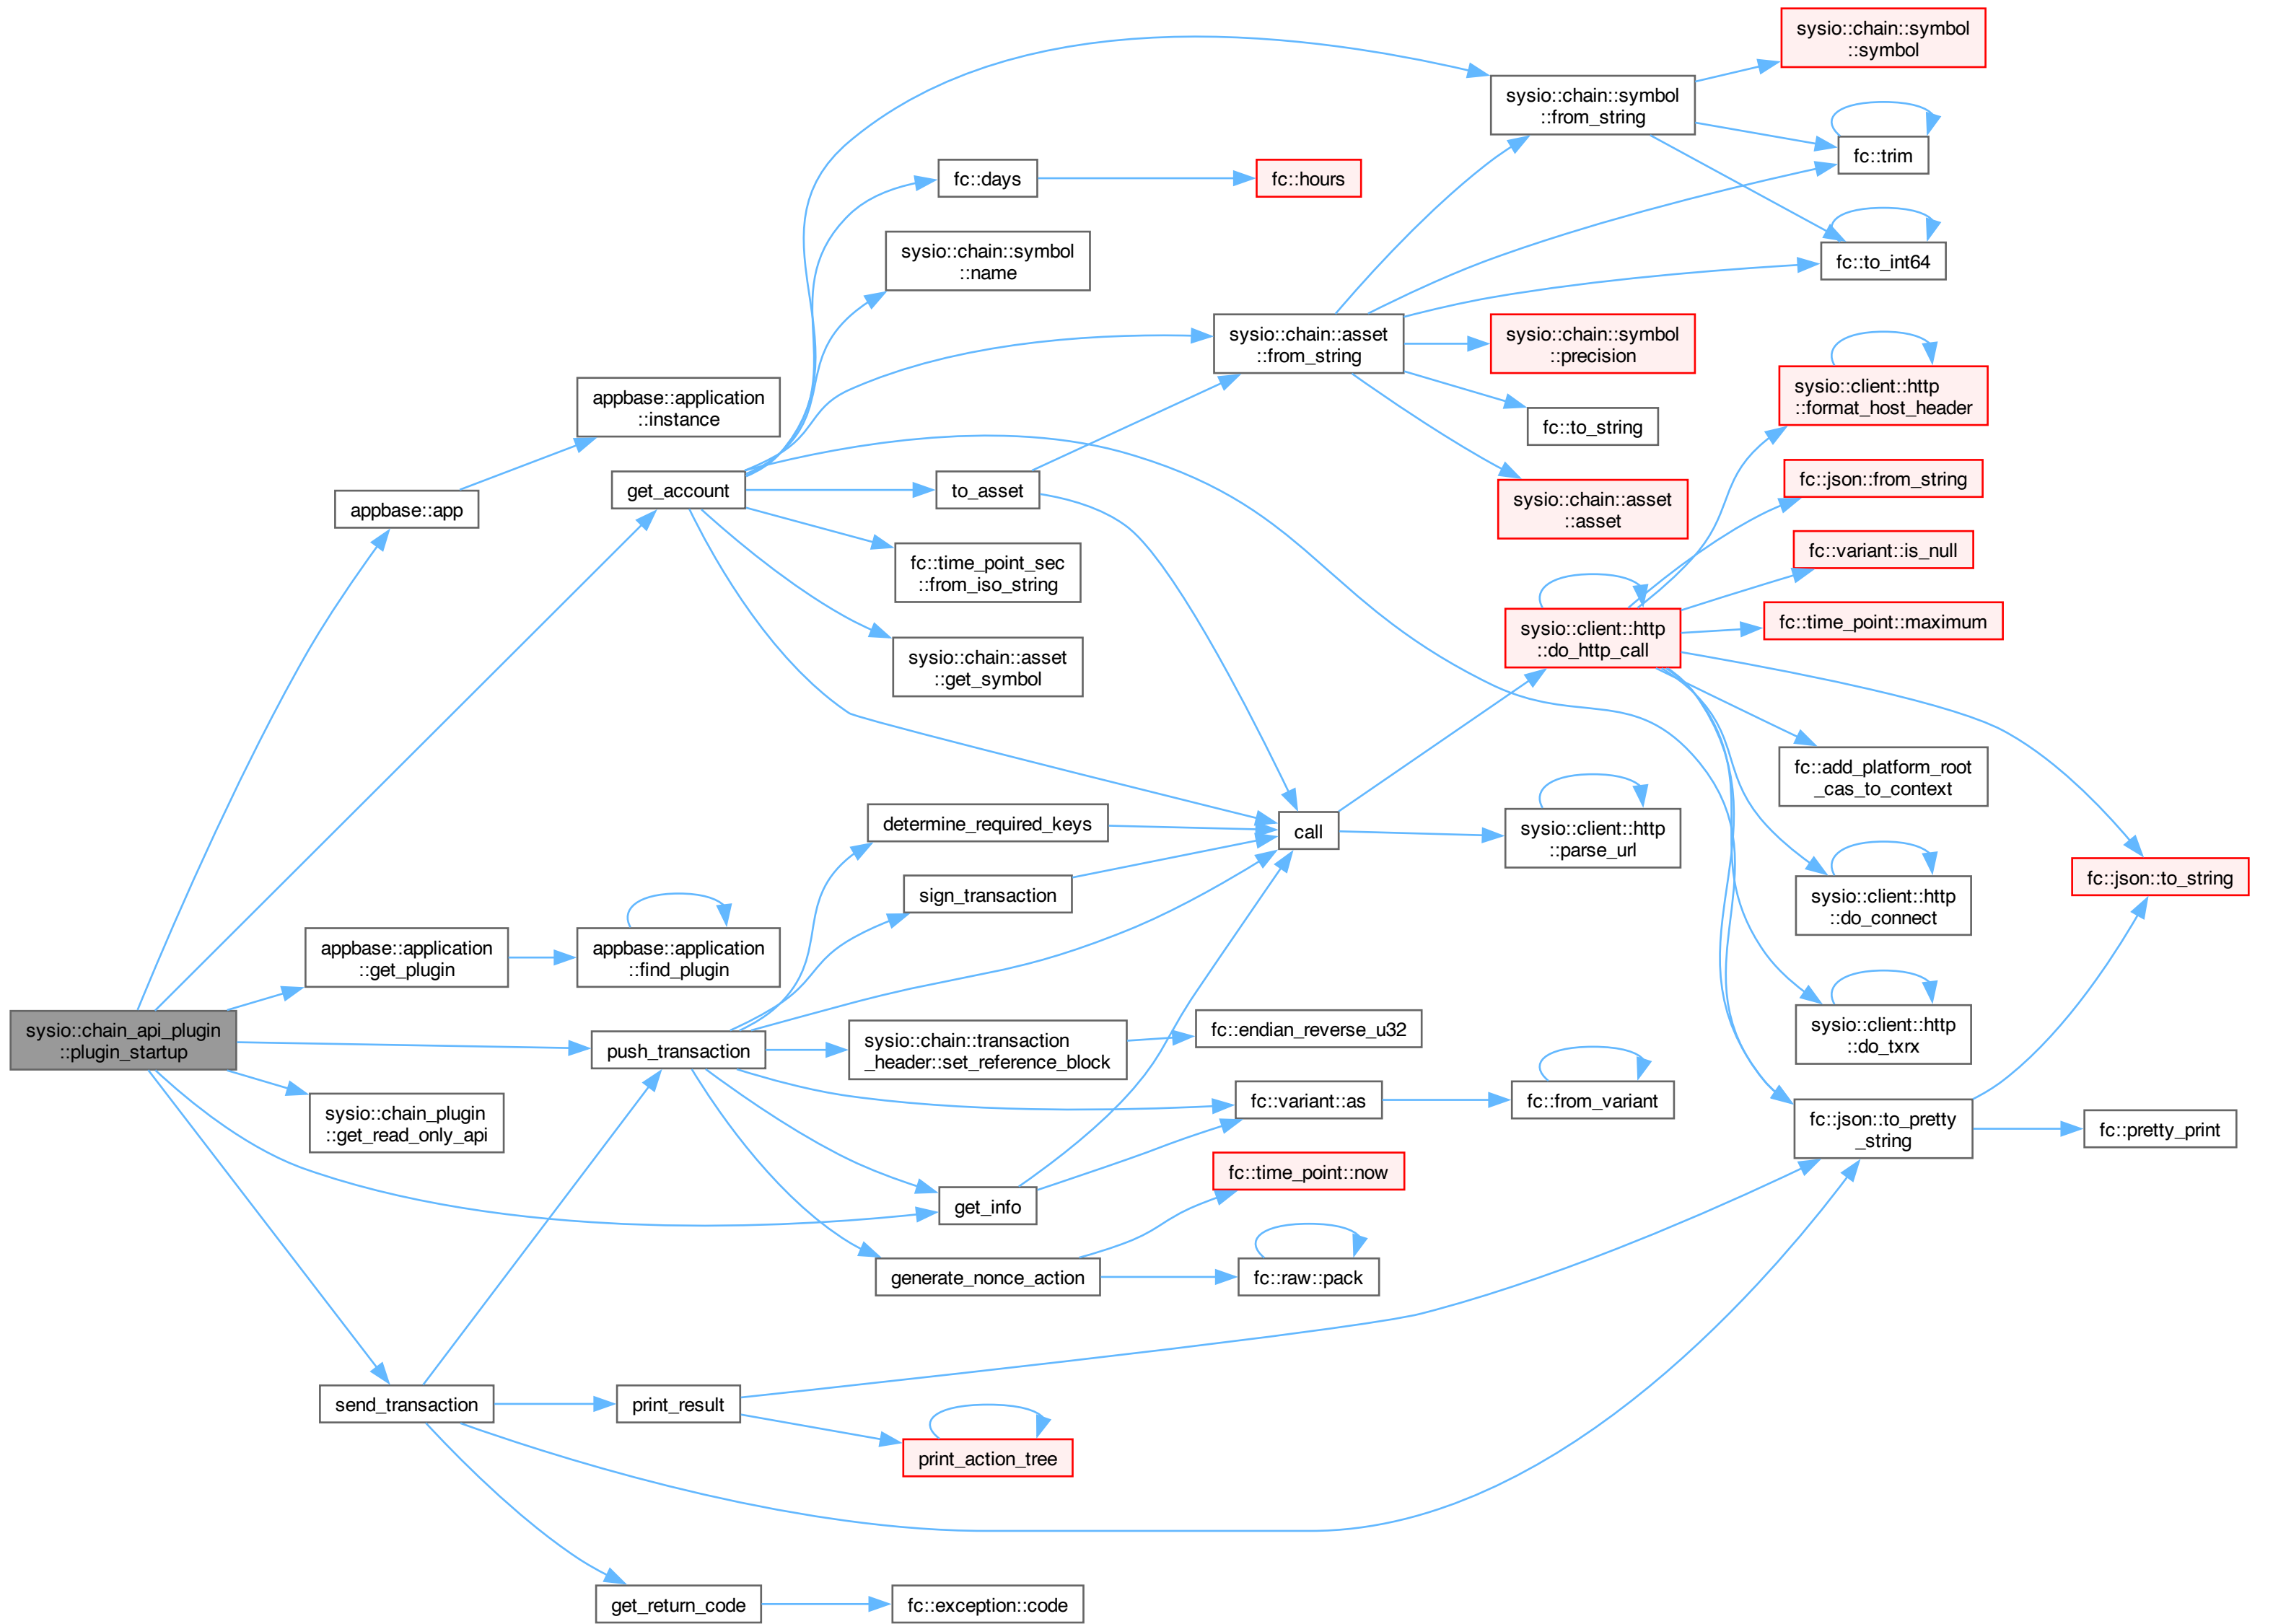 sysio::chain_api_plugin
::plugin_startup
appbase::app
appbase::application
::instance
get_account
fc::days
fc::hours
sysio::chain::symbol
::name
sysio::chain::asset
::from_string
sysio::chain::symbol
::from_string
sysio::chain::symbol
::symbol
fc::trim
fc::to_int64
sysio::chain::symbol
::precision
fc::to_string
sysio::chain::asset
::asset
to_asset
fc::time_point_sec
::from_iso_string
sysio::chain::asset
::get_symbol
call
sysio::client::http
::do_http_call
sysio::client::http
::format_host_header
fc::json::from_string
fc::variant::is_null
fc::time_point::maximum
fc::add_platform_root
_cas_to_context
sysio::client::http
::do_connect
sysio::client::http
::do_txrx
fc::json::to_string
fc::json::to_pretty
_string
fc::pretty_print
sysio::client::http
::parse_url
appbase::application
::get_plugin
appbase::application
::find_plugin
push_transaction
determine_required_keys
sign_transaction
sysio::chain::transaction
_header::set_reference_block
fc::endian_reverse_u32
fc::variant::as
fc::from_variant
get_info
generate_nonce_action
fc::time_point::now
fc::raw::pack
sysio::chain_plugin
::get_read_only_api
send_transaction
print_result
print_action_tree
get_return_code
fc::exception::code